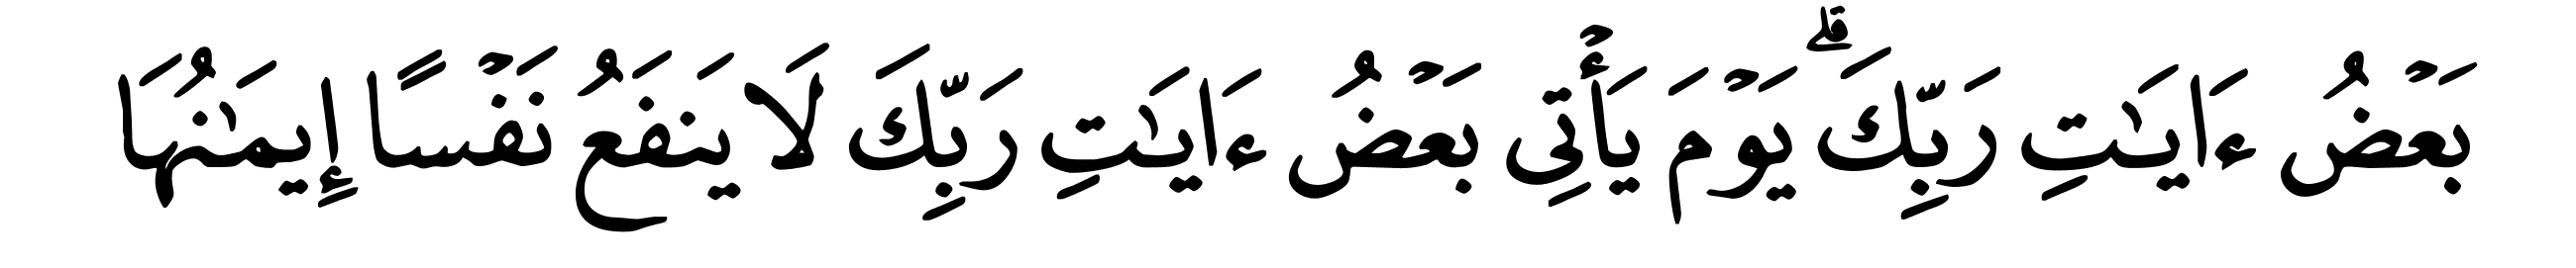 بَعۡضُ ءَايَٰتِ رَبِّكَۗ يَوۡمَ يَأۡتِي بَعۡضُ ءَايَٰتِ رَبِّكَ لَا يَنفَعُ نَفۡسًا إِيمَٰنُهَا